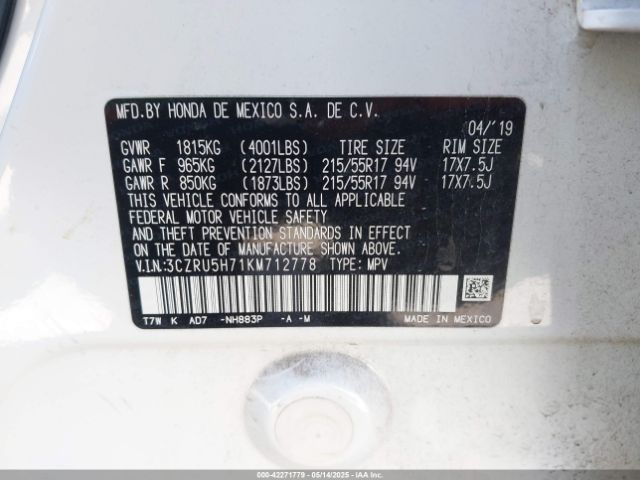 MFD.BY HONDA DE MEXICO S.A. DE C.V.
04/'19
GVWR 1815KG (4001LBS) TIRE SIZE RIM SIZE
GAWR F 965KG (2127LBS) 215/55R17 94V 17X7.5J
GAWR R 850KG (1873LBS) 215/55R17 94V 17X7.5J
THIS VEHICLE CONFORMS TO ALL APPLICABLE
FEDERAL MOTOR VEHICLE SAFETY
AND THEFT PREVENTION STANDARDS IN EFFECT
ON THE DATE OF MANUFACTURE SHOWN ABOVE.
V.I.N:3CZRU5H71KM712778 TYPE: MPV
T7W K AD7 -NH883P -A -M MADE IN MEXICO
000-42271779 05/14/2025 IAA Inc.